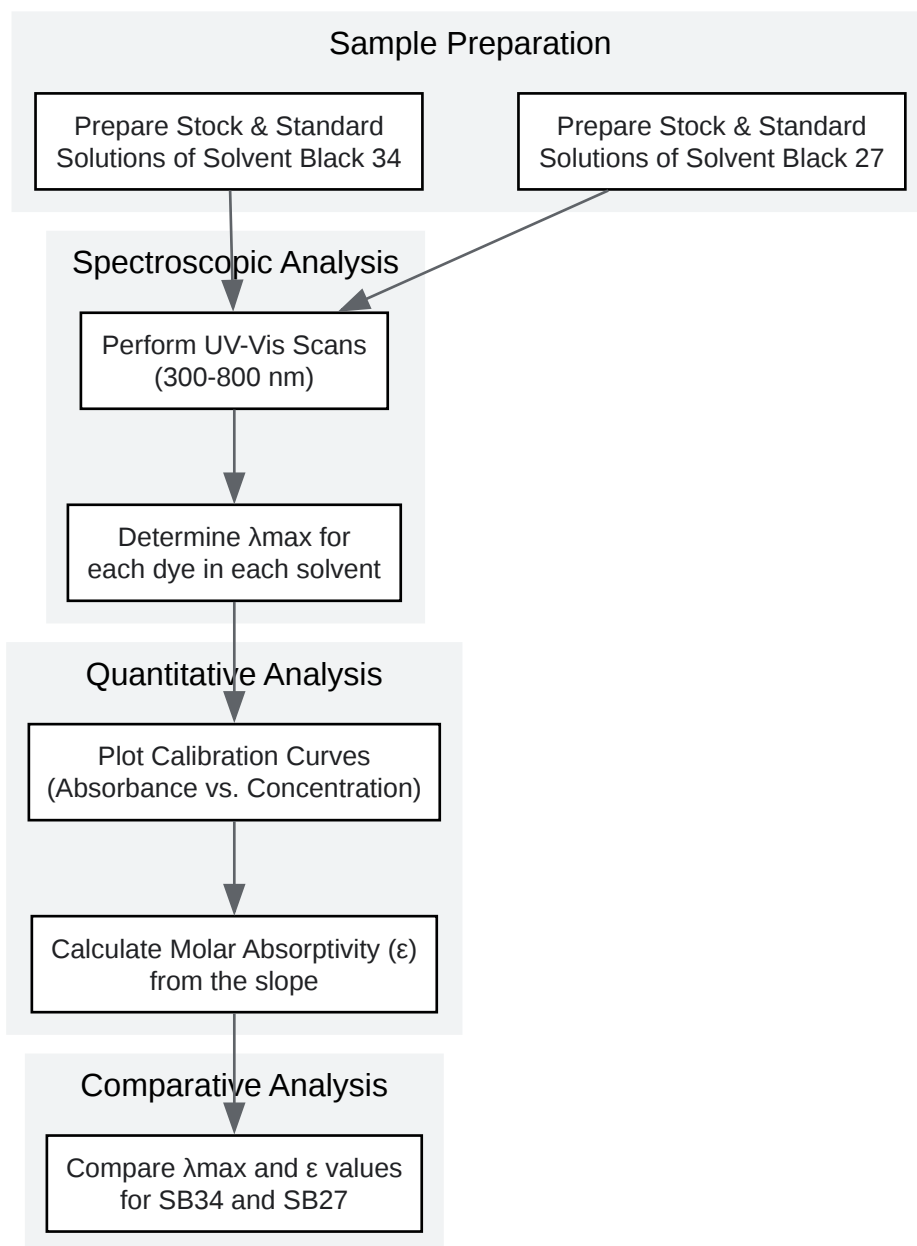 Sample Preparation
Prepare Stock & Standard
Solutions of Solvent Black 34
Prepare Stock & Standard
Solutions of Solvent Black 27
Spectroscopic Analysis
Perform UV-Vis Scans
(300-800 nm)
Determine λmax for
each dye in each solvent
Quantitative Analysis
Plot Calibration Curves
(Absorbance vs. Concentration)
Calculate Molar Absorptivity (ε)
from the slope
Comparative Analysis
Compare λmax and ε values
for SB34 and SB27